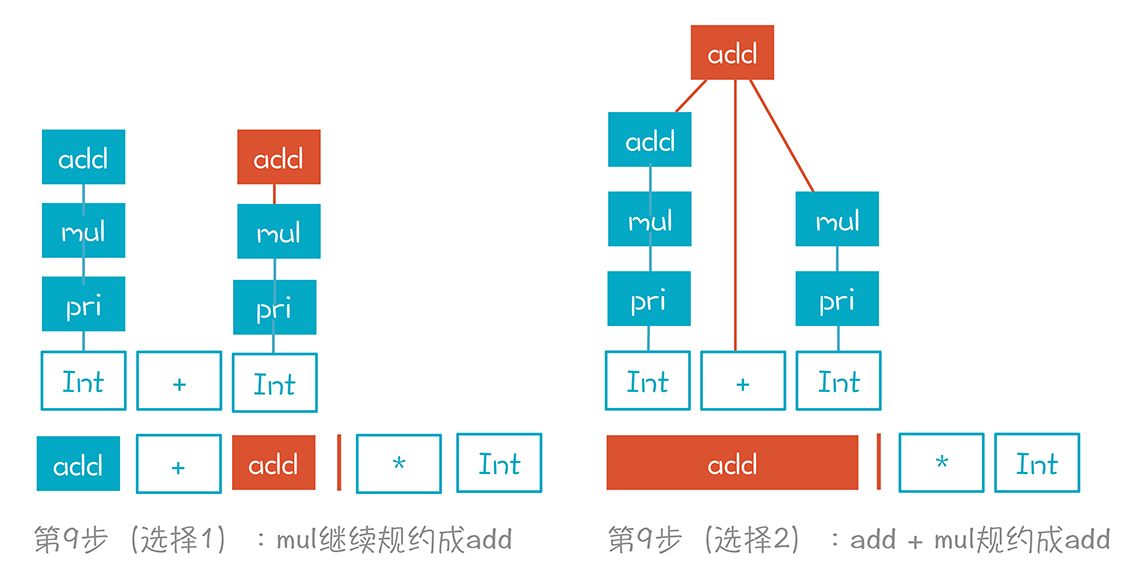 add
add
mul
pri
Int
+
add
mul
pri
Int
add + add * Int
第9步（选择1）：mul继续规约成add
add
add
mul
pri
Int
+
mul
pri
Int
add * Int
第9步（选择2）：add + mul规约成add